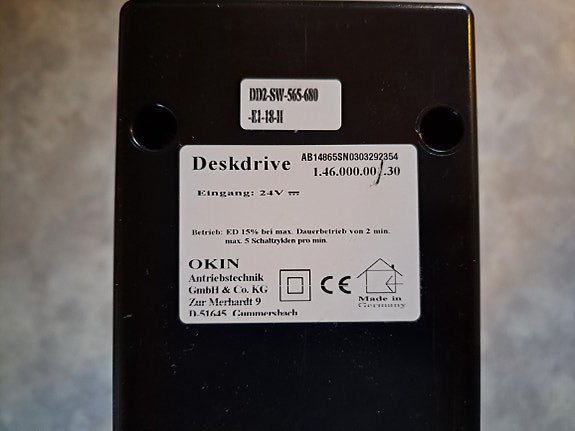 DD2-SW-565-680
-E1-18-H
Deskdrive
AB14865SN0303292354
1.46.000.00/.30
Eingang: 24V ⎓
Betrieb: ED 15% bei max. Dauerbetrieb von 2 min.
max. 5 Schaltzyklen pro min.
OKIN
Antriebstechnik
GmbH & Co. KG
Zur Merhardt 9
D-51645 Gummersbach
CE
Made in
Germany